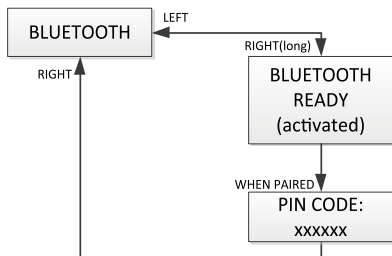 BLUETOOTH
LEFT
RIGHT(long)
RIGHT
BLUETOOTH
READY
(activated)
WHEN PAIRED
PIN CODE:
xxxxxx